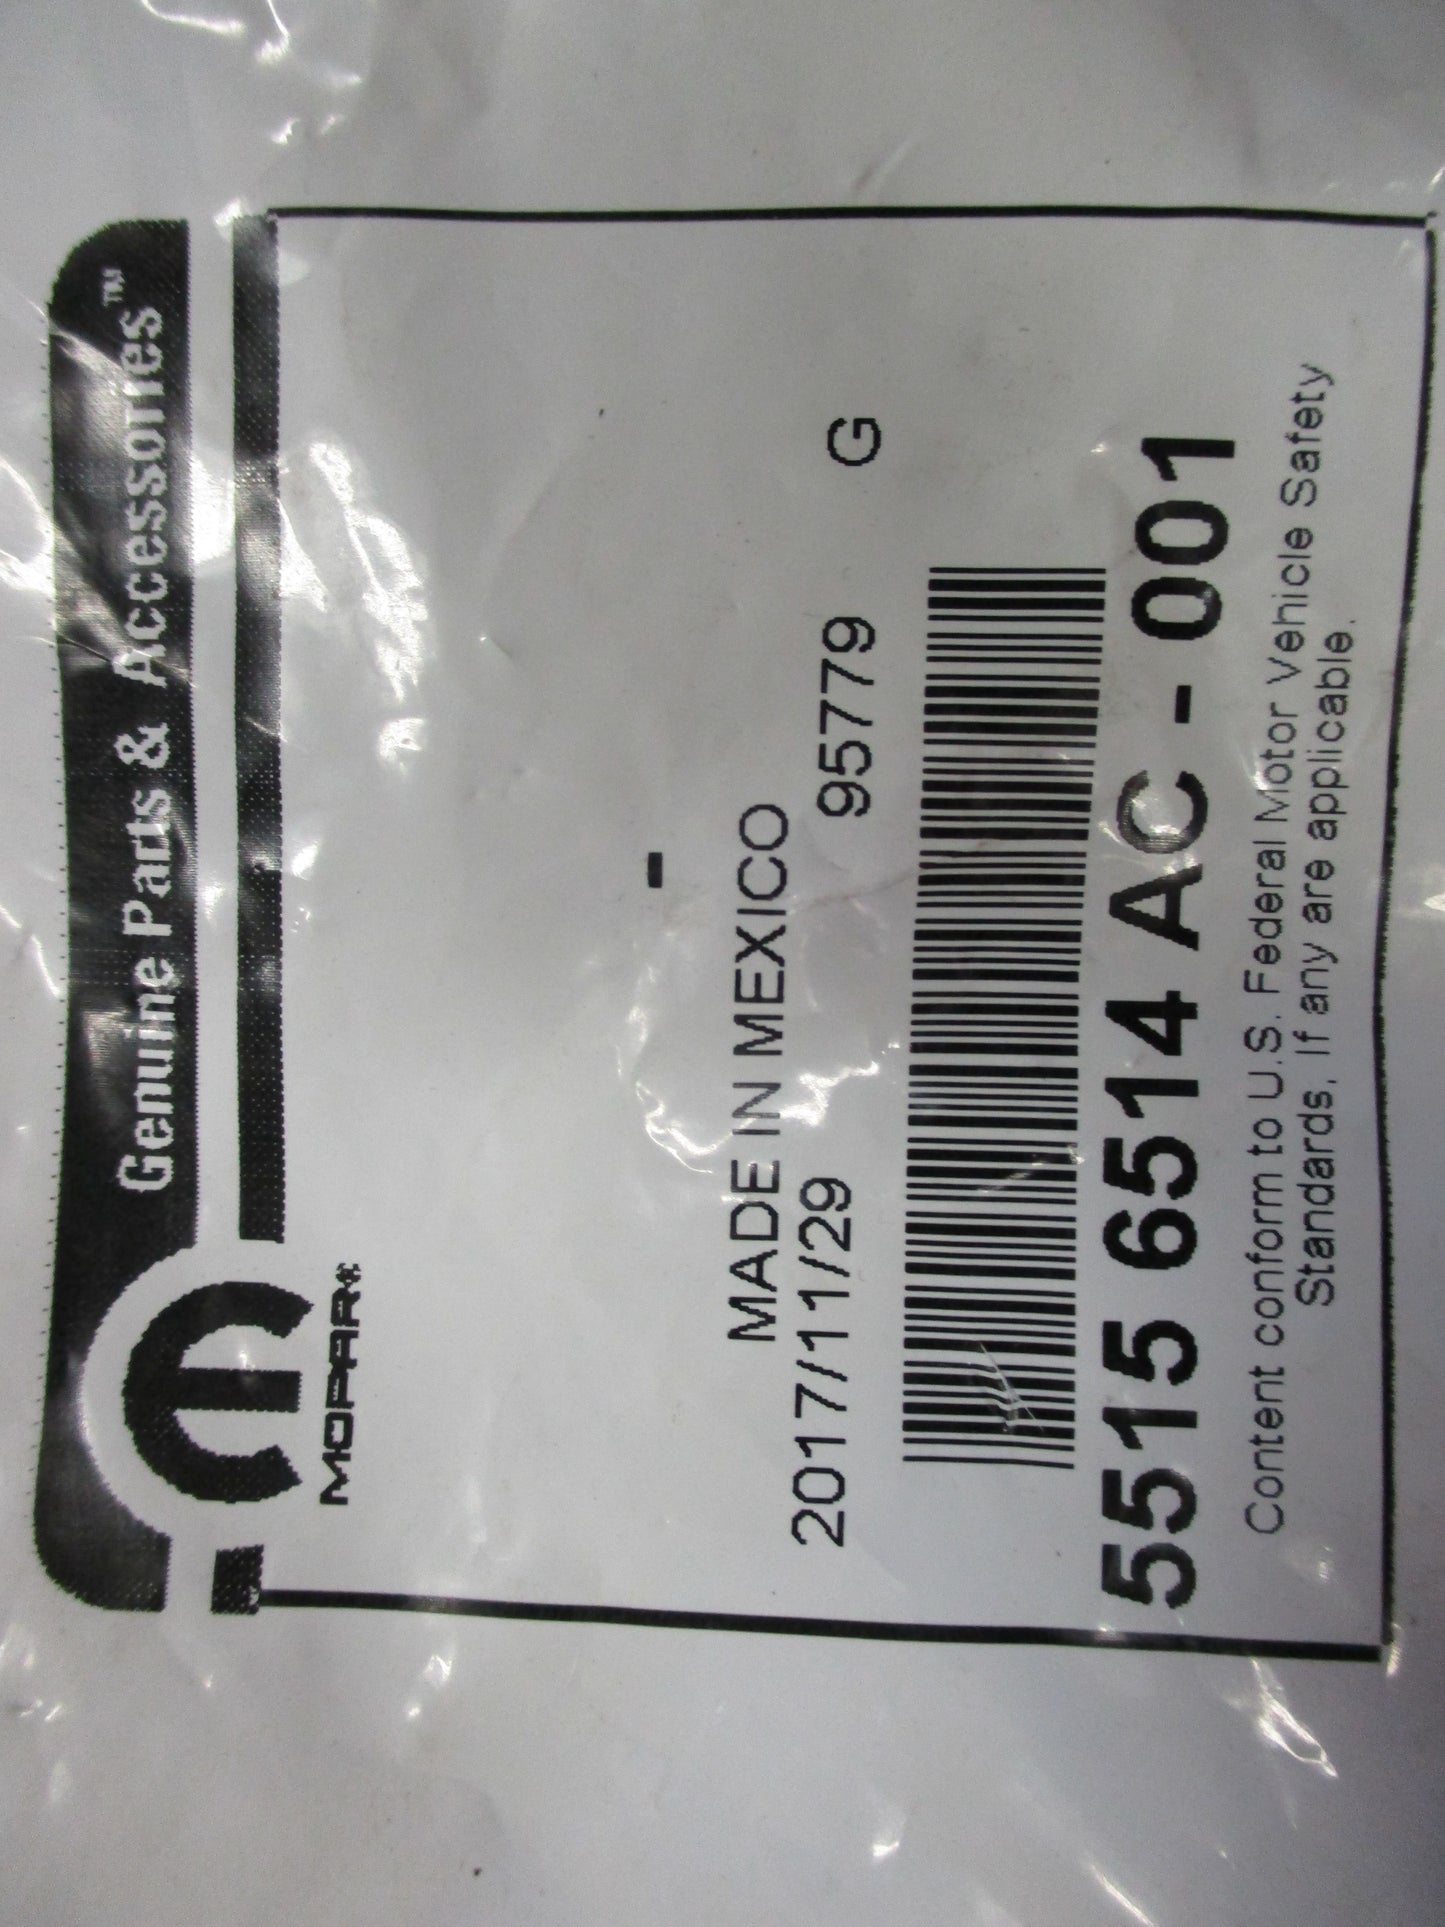 Genuine Parts & Accessories™
MOPAR
-
MADE IN MEXICO
2017/11/29 95779 G
5515 6514 AC - 001
Content conform to U.S. Federal Motor Vehicle Safety
Standards, If any are applicable.